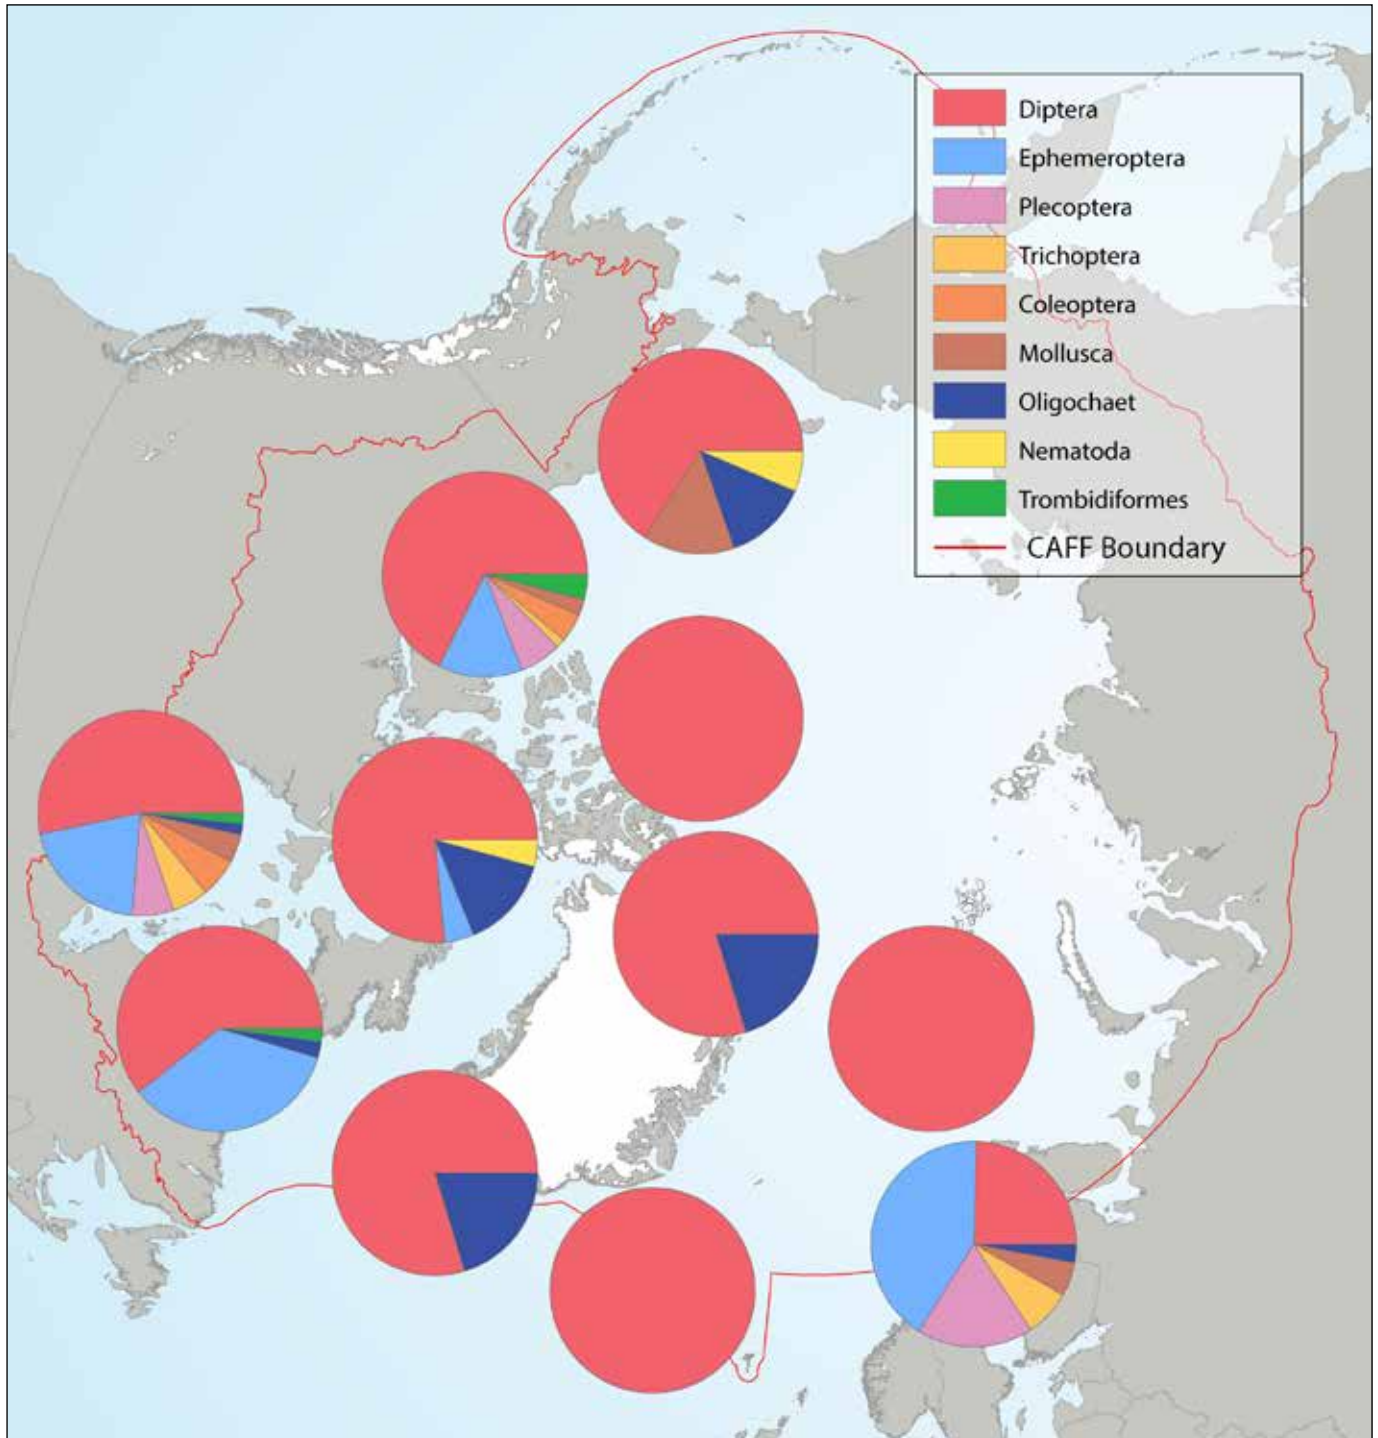 Diptera
Ephemeroptera
Plecoptera
Trichoptera
Coleoptera
Mollusca
Oligochaet
Nematoda
Trombidiformes
CAFF Boundary